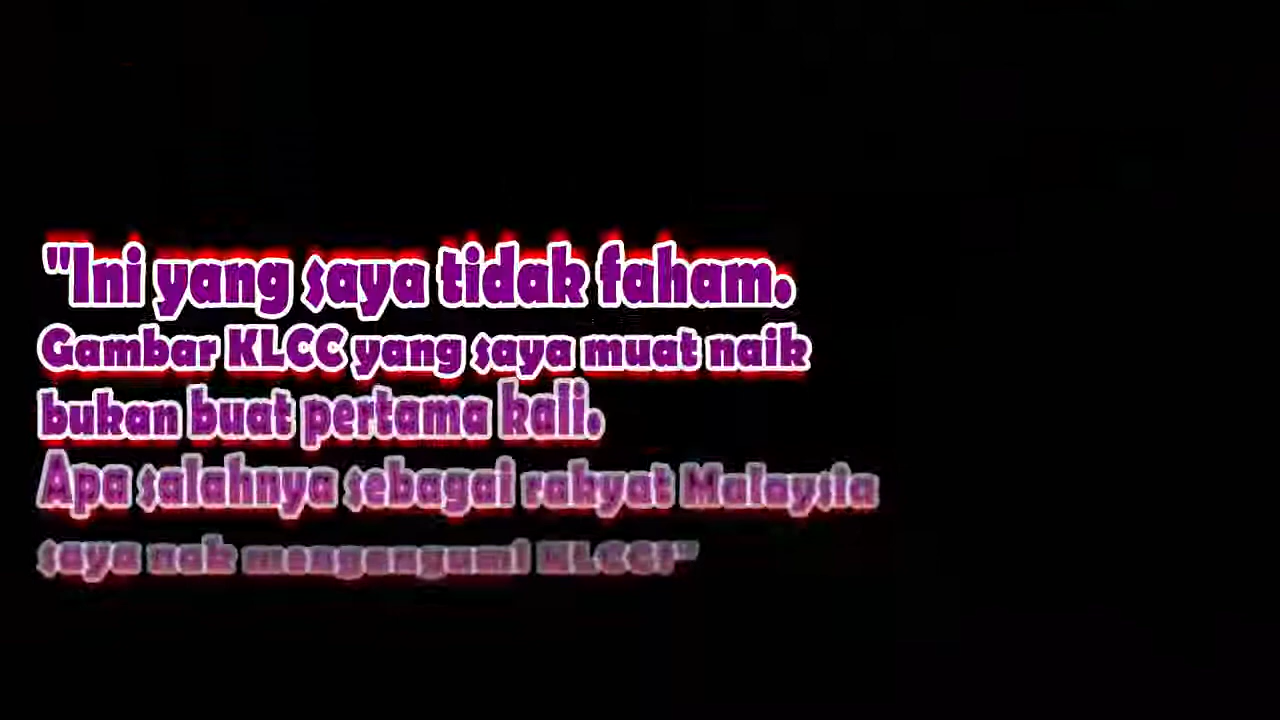 "Ini yang saya tidak faham.
Gambar KLCC yang saya muat naik
bukan buat pertama kali.
Apa salahnya sebagai rakyat Malaysia
saya nak mengangumi KLCC?"